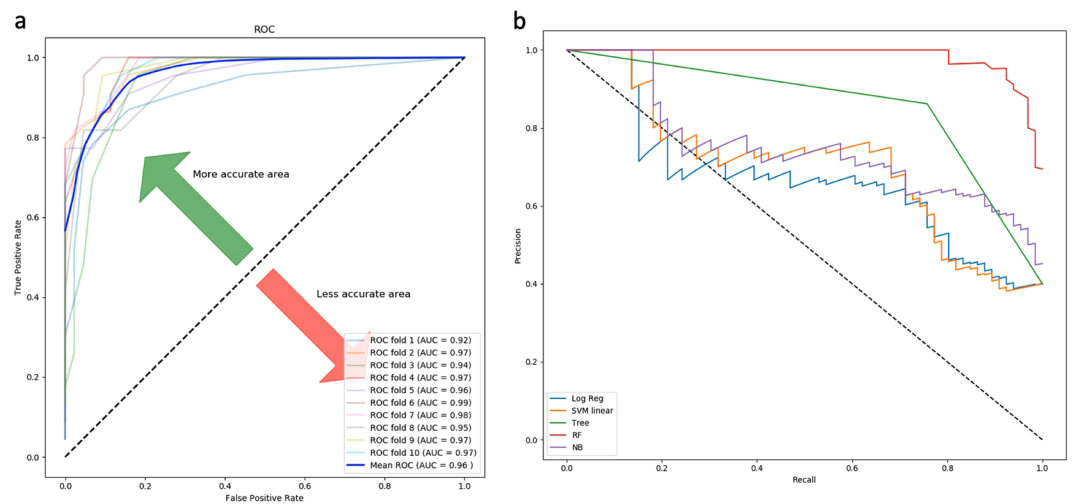 a
ROC
True Positive Rate
1.0
0.8
0.6
0.4
0.2
0.0
More accurate area
Less accurate area
ROC fold 1 (AUC = 0.92)
ROC fold 2 (AUC = 0.97)
ROC fold 3 (AUC = 0.94)
ROC fold 4 (AUC = 0.97)
ROC fold 5 (AUC = 0.96)
ROC fold 6 (AUC = 0.99)
ROC fold 7 (AUC = 0.98)
ROC fold 8 (AUC = 0.95)
ROC fold 9 (AUC = 0.97)
ROC fold 10 (AUC = 0.97)
Mean ROC (AUC = 0.96 )
0.0 0.2 0.4 0.6 0.8 1.0
False Positive Rate
b
Precision
1.0
0.8
0.6
0.4
0.2
0.0
Log Reg
SVM linear
Tree
RF
NB
0.0 0.2 0.4 0.6 0.8 1.0
Recall